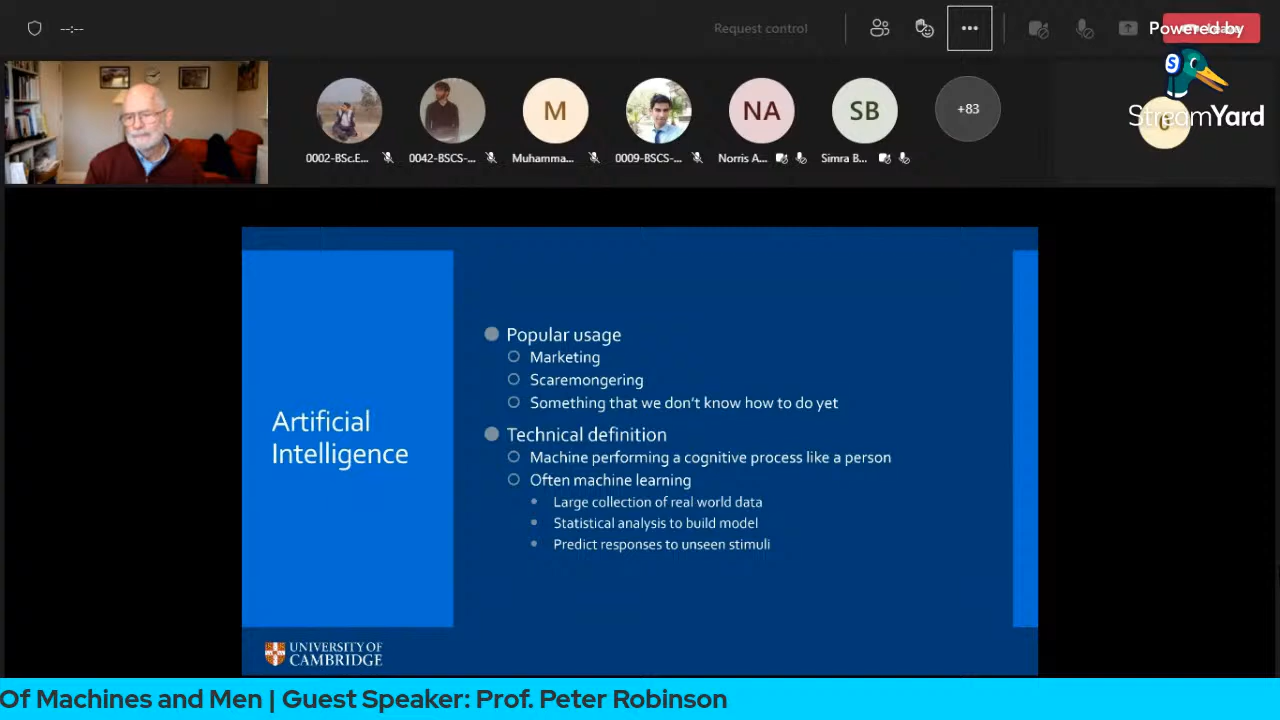 --:--
Request control
Powered by
StreamYard
M
NA
SB
+83
0002-BSc.E...
0042-BSCS-...
Muhamma...
0009-BSCS-...
Norris A...
Simra B...
Artificial
Intelligence
Popular usage
Marketing
Scaremongering
Something that we don't know how to do yet
Technical definition
Machine performing a cognitive process like a person
Often machine learning
Large collection of real world data
Statistical analysis to build model
Predict responses to unseen stimuli
UNIVERSITY OF
CAMBRIDGE
Of Machines and Men | Guest Speaker: Prof. Peter Robinson